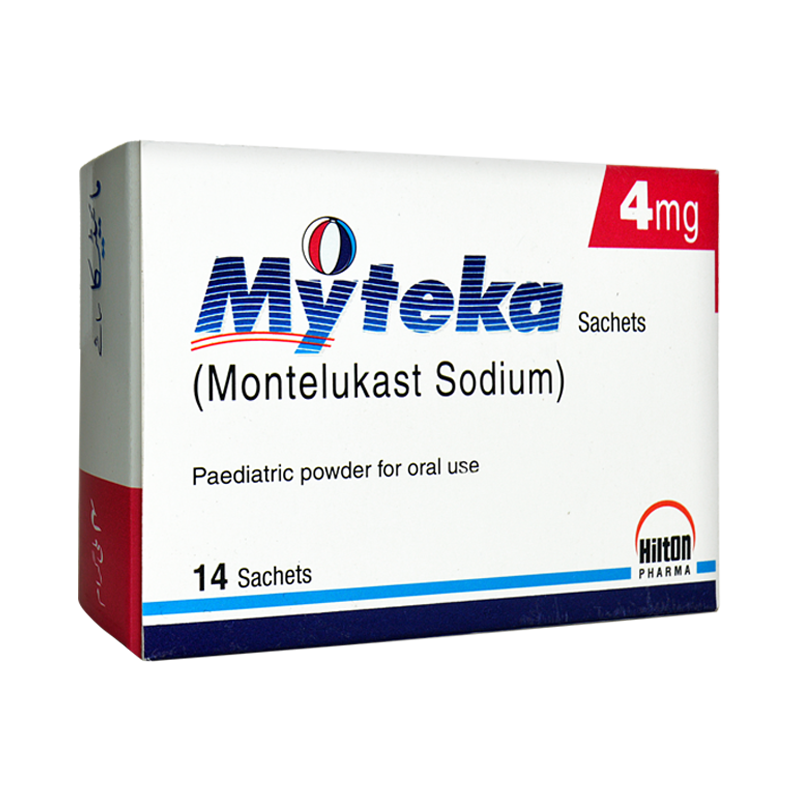 4mg
Myteka Sachets
(Montelukast Sodium)
Paediatric powder for oral use
14 Sachets
Hilton
PHARMA